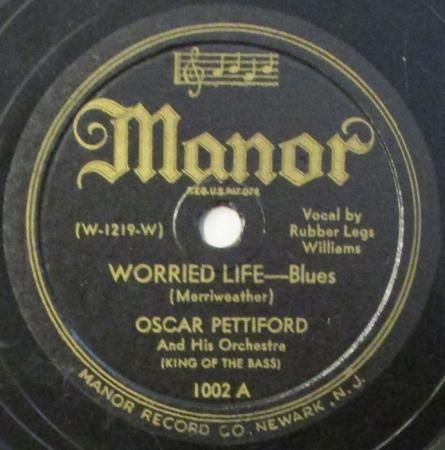 Manor
REG. U.S. PAT. OFF.
(W-1219-W)
Vocal by
Rubber Legs
Williams
WORRIED LIFE—Blues
(Merriweather)
OSCAR PETTIFORD
And His Orchestra
(KING OF THE BASS)
1002 A
MANOR RECORD CO. NEWARK, N. J.